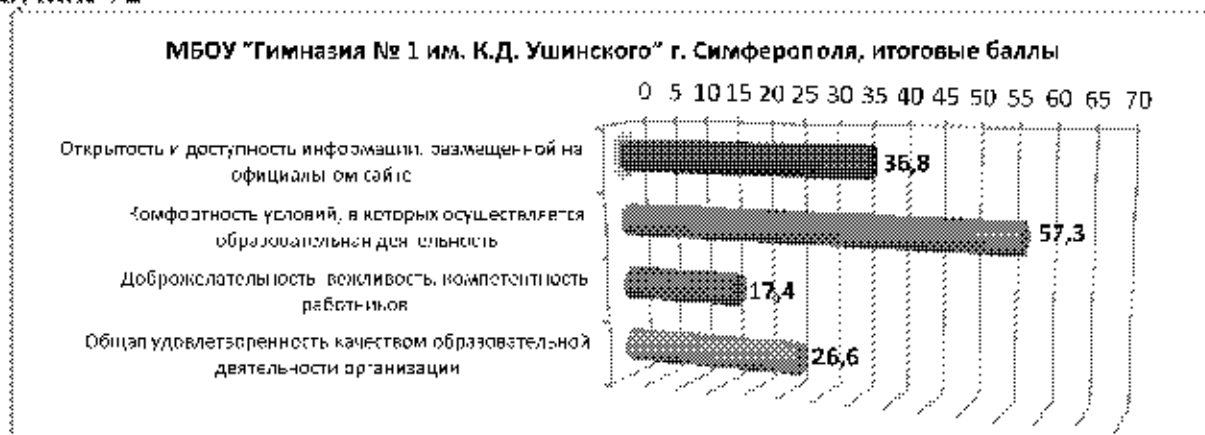 МБОУ "Гимназия № 1 им. К.Д. Ушинского" г. Симферополя, итоговые баллы
0 5 10 15 20 25 30 35 40 45 50 55 60 65 70
Открытость и доступность информации, размещенной на
официальном сайте
36,8
Комфортность условий, в которых осуществляется
образовательная деятельность
57,3
Доброжелательность, вежливость, компетентность
работников
17,4
Общая удовлетворенность качеством образовательной
деятельности организации
26,6